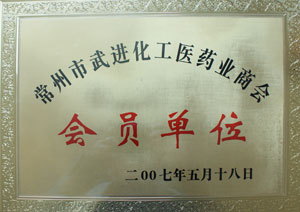 常州市武进化工医药业商会
会员单位
二00七年五月十八日